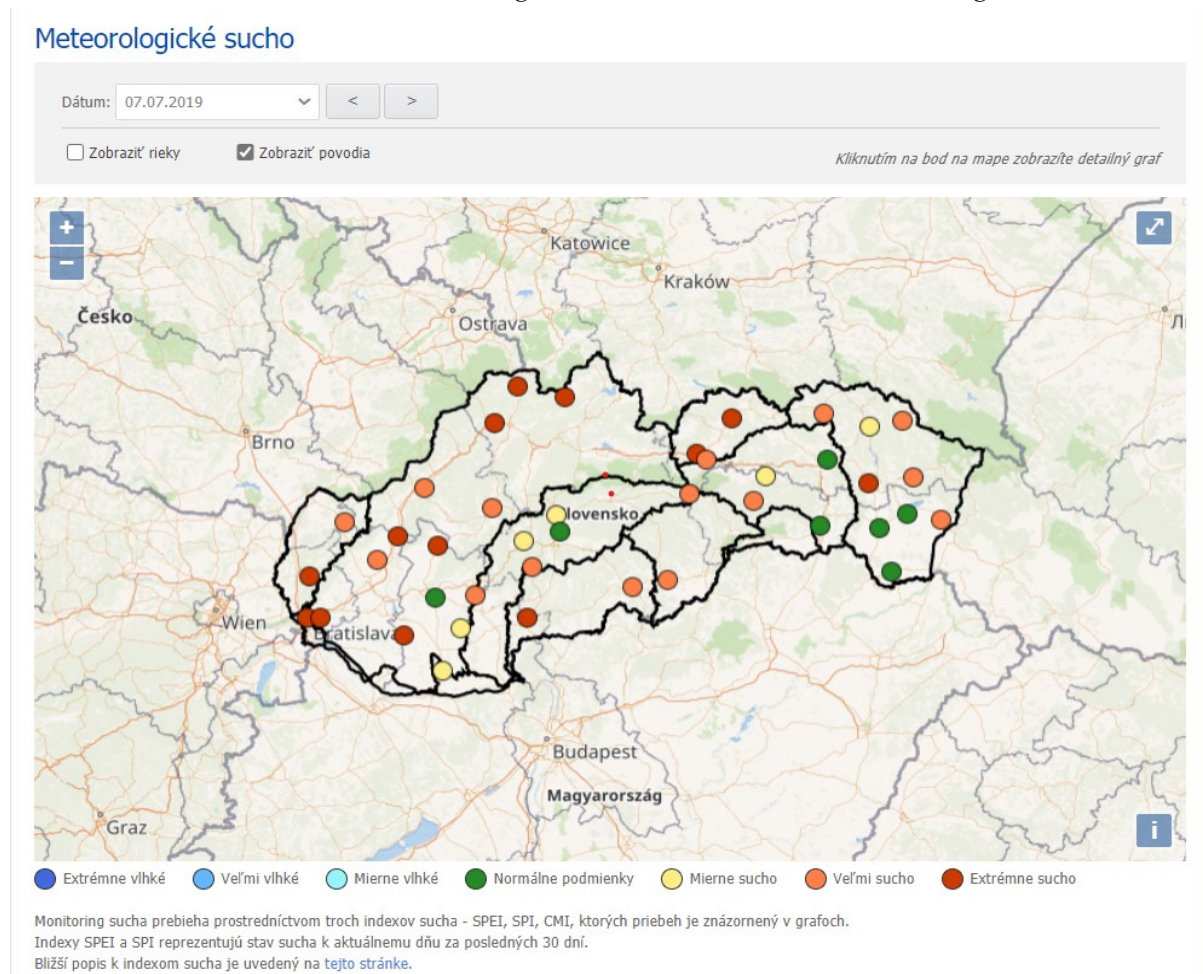 Meteorologické sucho
Dátum: 07.07.2019 < >
Zobraziť rieky Zobraziť povodia
Kliknutím na bod na mape zobrazíte detailný graf
+
−
Katowice
Kraków
Česko
Ostrava
Brno
lovensko
Wien
Bratislava
Budapest
Magyarország
Graz
i
Extrémne vlhké Veľmi vlhké Mierne vlhké Normálne podmienky Mierne sucho Veľmi sucho Extrémne sucho
Monitoring sucha prebieha prostredníctvom troch indexov sucha - SPEI, SPI, CMI, ktorých priebeh je znázornený v grafoch.
Indexy SPEI a SPI reprezentujú stav sucha k aktuálnemu dňu za posledných 30 dní.
Bližší popis k indexom sucha je uvedený na tejto stránke.